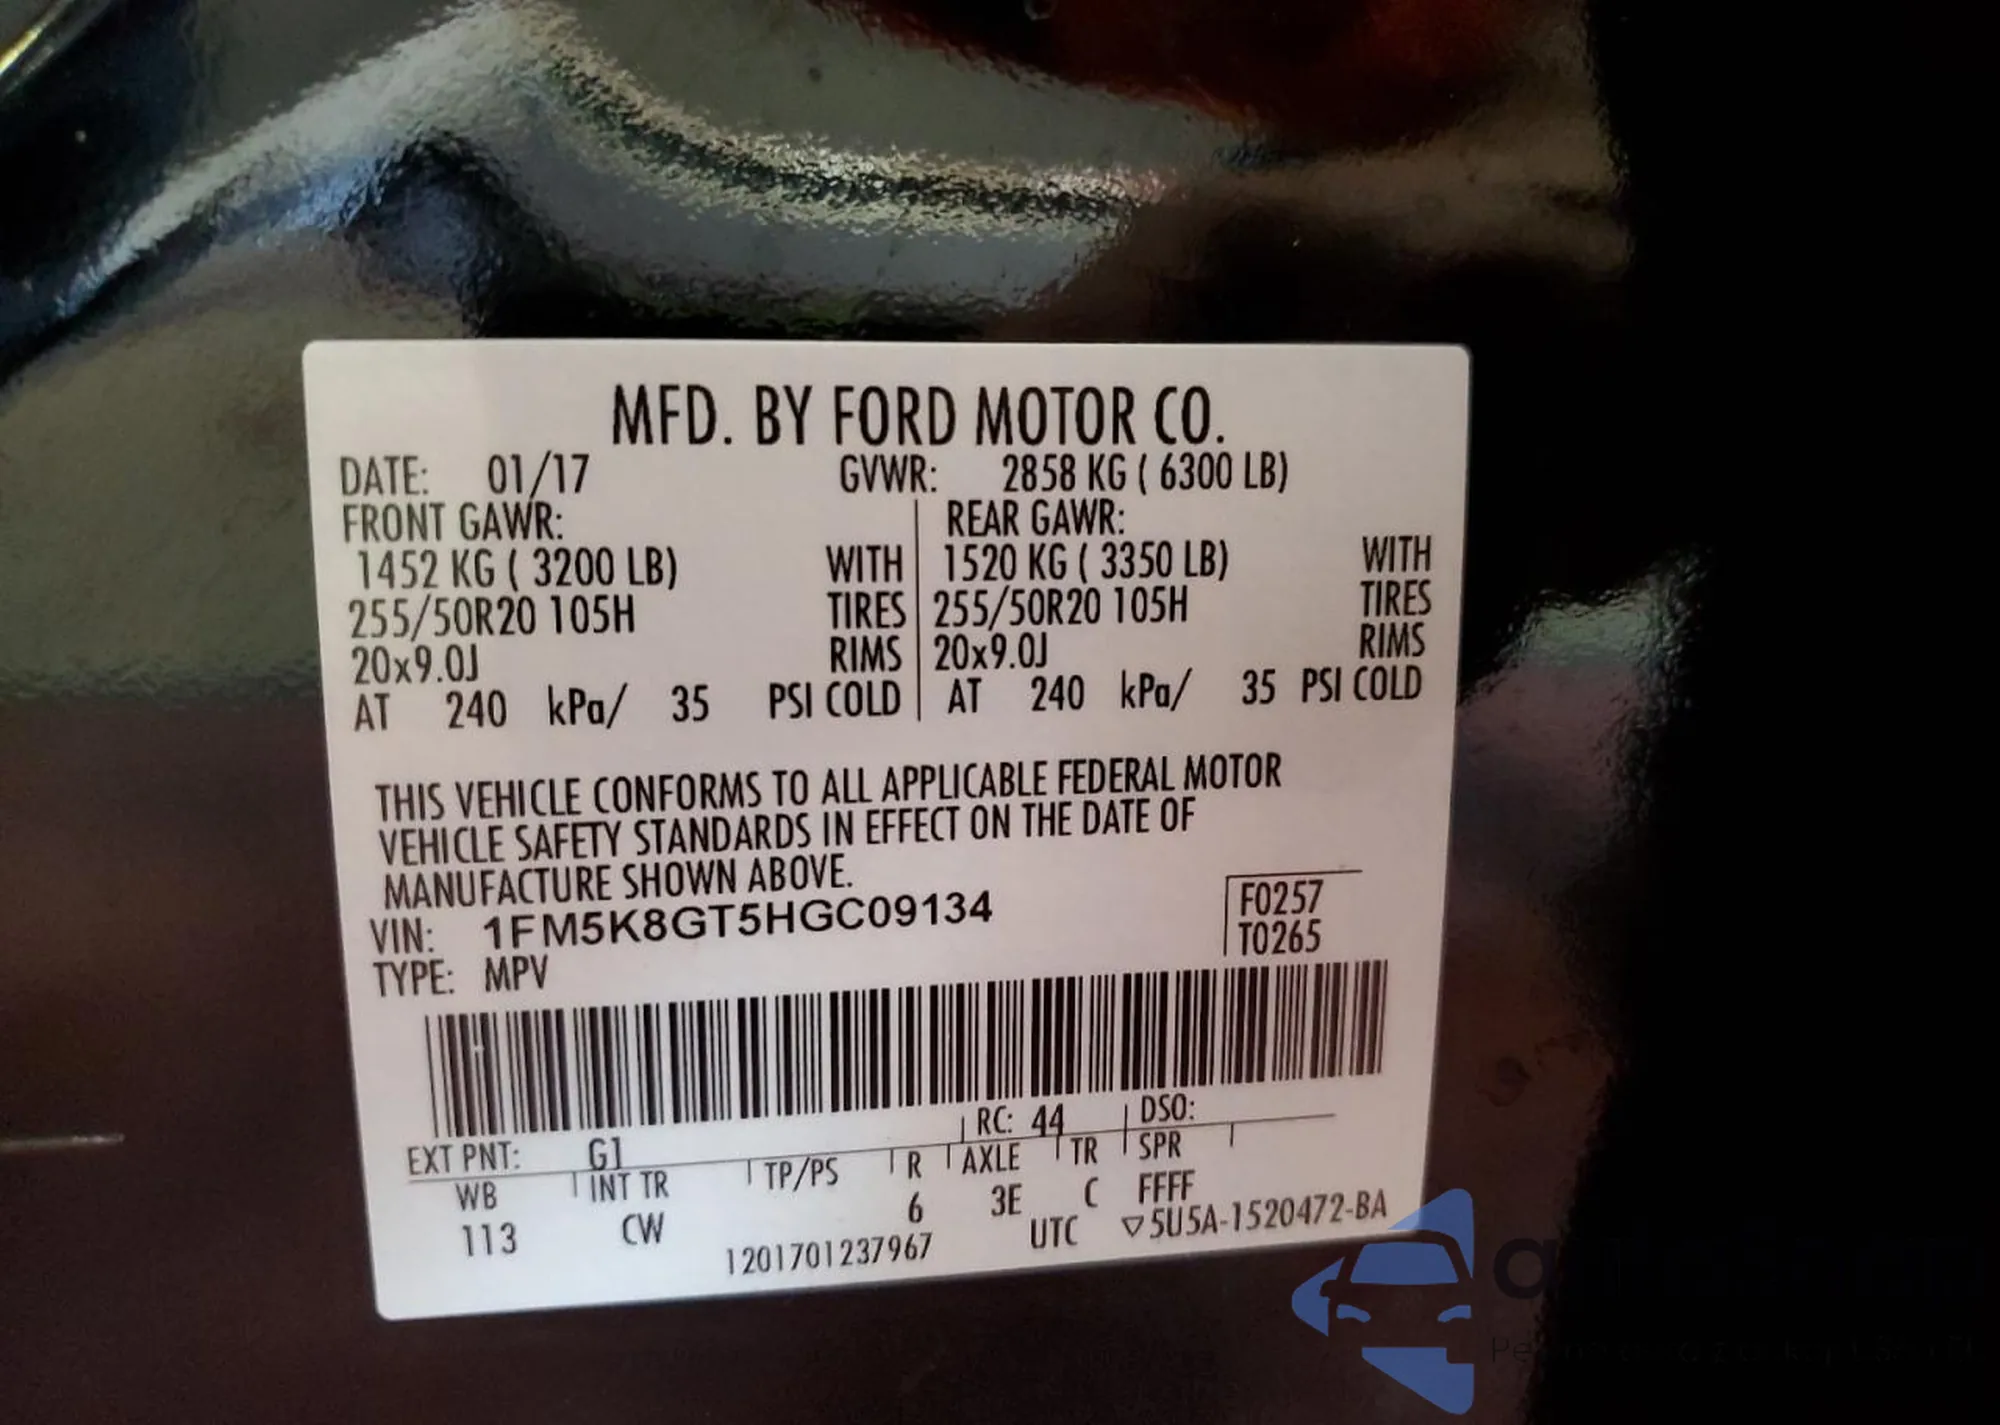 MFD. BY FORD MOTOR CO.
DATE: 01/17 GVWR: 2858 KG ( 6300 LB)
FRONT GAWR: REAR GAWR:
1452 KG ( 3200 LB) WITH 1520 KG ( 3350 LB) WITH
255/50R20 105H TIRES 255/50R20 105H TIRES
20x9.0J RIMS 20x9.0J RIMS
AT 240 kPa/ 35 PSI COLD AT 240 kPa/ 35 PSI COLD
THIS VEHICLE CONFORMS TO ALL APPLICABLE FEDERAL MOTOR
VEHICLE SAFETY STANDARDS IN EFFECT ON THE DATE OF
MANUFACTURE SHOWN ABOVE.
VIN: 1FM5K8GT5HGC09134 F0257
TYPE: MPV T0265
RC: 44 DSO:
EXT PNT: G1
WB INT TR TP/PS R AXLE TR SPR
113 CW 6 3E C FFFF
1201701237967 UTC ▽5U5A-1520472-BA